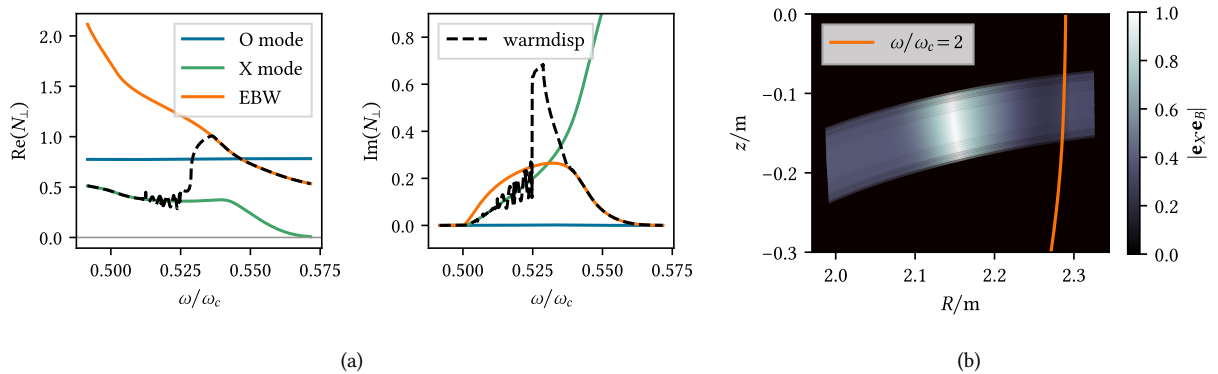 2.0
1.5
1.0
0.5
0.0
Re(N⊥)
0.500 0.525 0.550 0.575
ω/ωc
O mode
X mode
EBW
0.8
0.6
0.4
0.2
0.0
Im(N⊥)
0.500 0.525 0.550 0.575
ω/ωc
warmdisp
(a)
0.0
−0.1
−0.2
−0.3
z/m
2.0 2.1 2.2 2.3
R/m
ω/ωc = 2
1.0
0.8
0.6
0.4
0.2
0.0
|eX·eB|
(b)